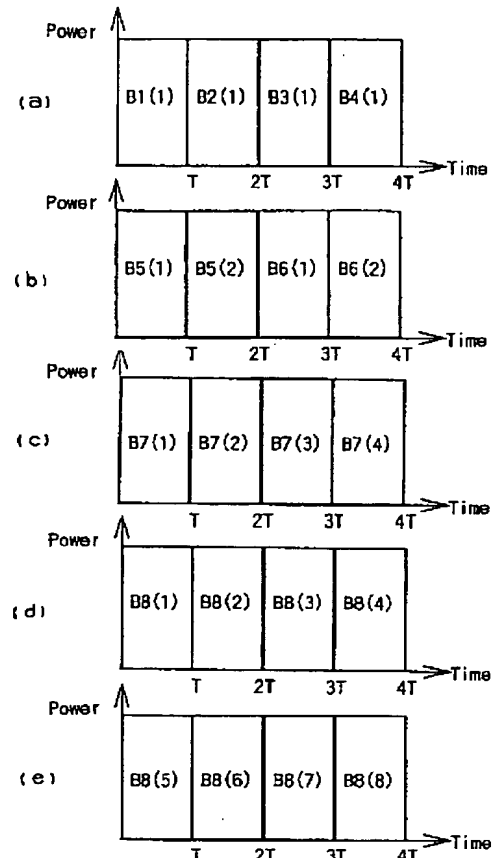 Power
(a)
B1(1) B2(1) B3(1) B4(1)
T 2T 3T 4T Time
Power
(b)
B5(1) B5(2) B6(1) B6(2)
T 2T 3T 4T Time
Power
(c)
B7(1) B7(2) B7(3) B7(4)
T 2T 3T 4T Time
Power
(d)
B8(1) B8(2) B8(3) B8(4)
T 2T 3T 4T Time
Power
(e)
B8(5) B8(6) B8(7) B8(8)
T 2T 3T 4T Time